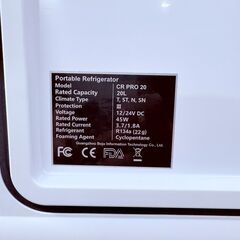 Portable Refrigerator
Model CR PRO 20
Rated Capacity 20L
Climate Type T, ST, N, SN
Protection III
Voltage 12/24V DC
Rated Power 45W
Rated Current 3.7/1.8A
Refrigerant R134a (22g)
Foaming Agent Cyclopentane
Guangzhou Information Technology Co., Ltd.
FC CE FDA